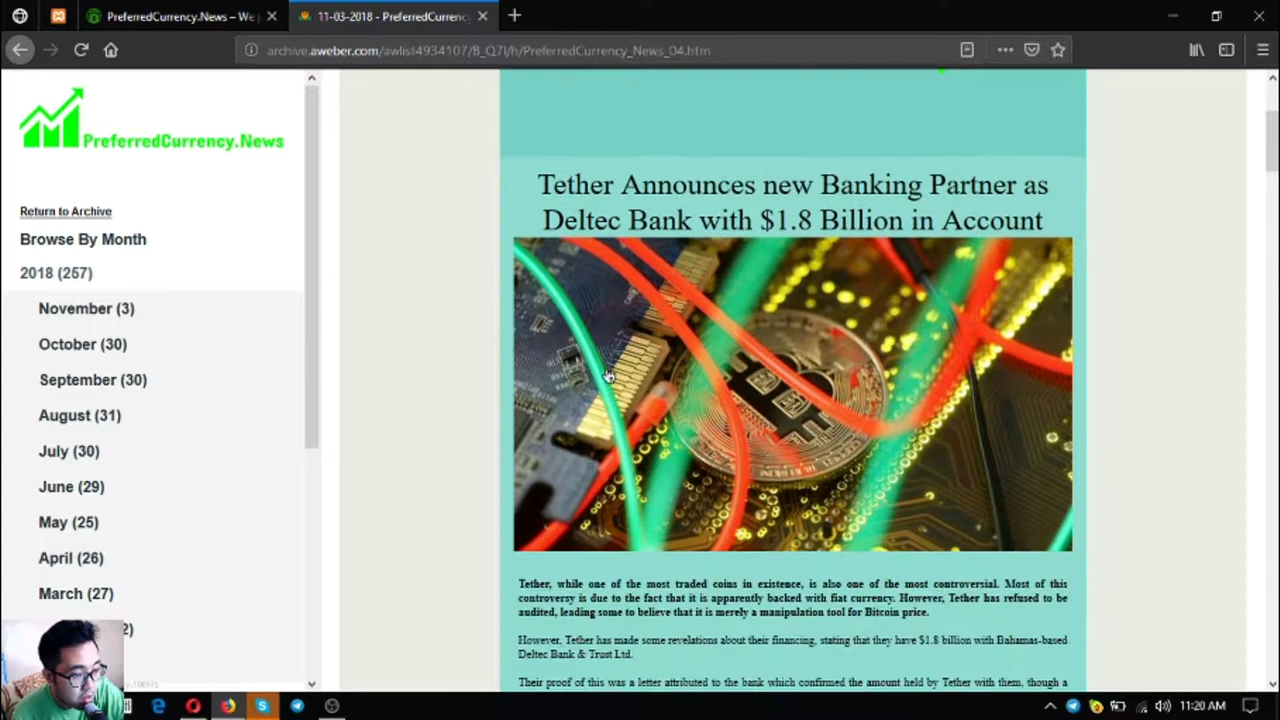 PreferredCurrency.News – We
11-03-2018 - PreferredCurrency
archive.aweber.com/awlist4934107/8_Q7I/h/PreferredCurrency_News_04.htm
PreferredCurrency.News
Return to Archive
Browse By Month
2018 (257)
November (3)
October (30)
September (30)
August (31)
July (30)
June (29)
May (25)
April (26)
March (27)
Tether Announces new Banking Partner as
Deltec Bank with $1.8 Billion in Account
Tether, while one of the most traded coins in existence, is also one of the most controversial. Most of this
controversy is due to the fact that it is apparently backed with fiat currency. However, Tether has refused to be
audited, leading some to believe that it is merely a manipulation tool for Bitcoin price.
However, Tether has made some revelations about their financing, stating that they have $1.8 billion with Bahamas-based
Deltec Bank & Trust Ltd.
Their proof of this was a letter attributed to the bank which confirmed the amount held by Tether with them, though a
11:20 AM